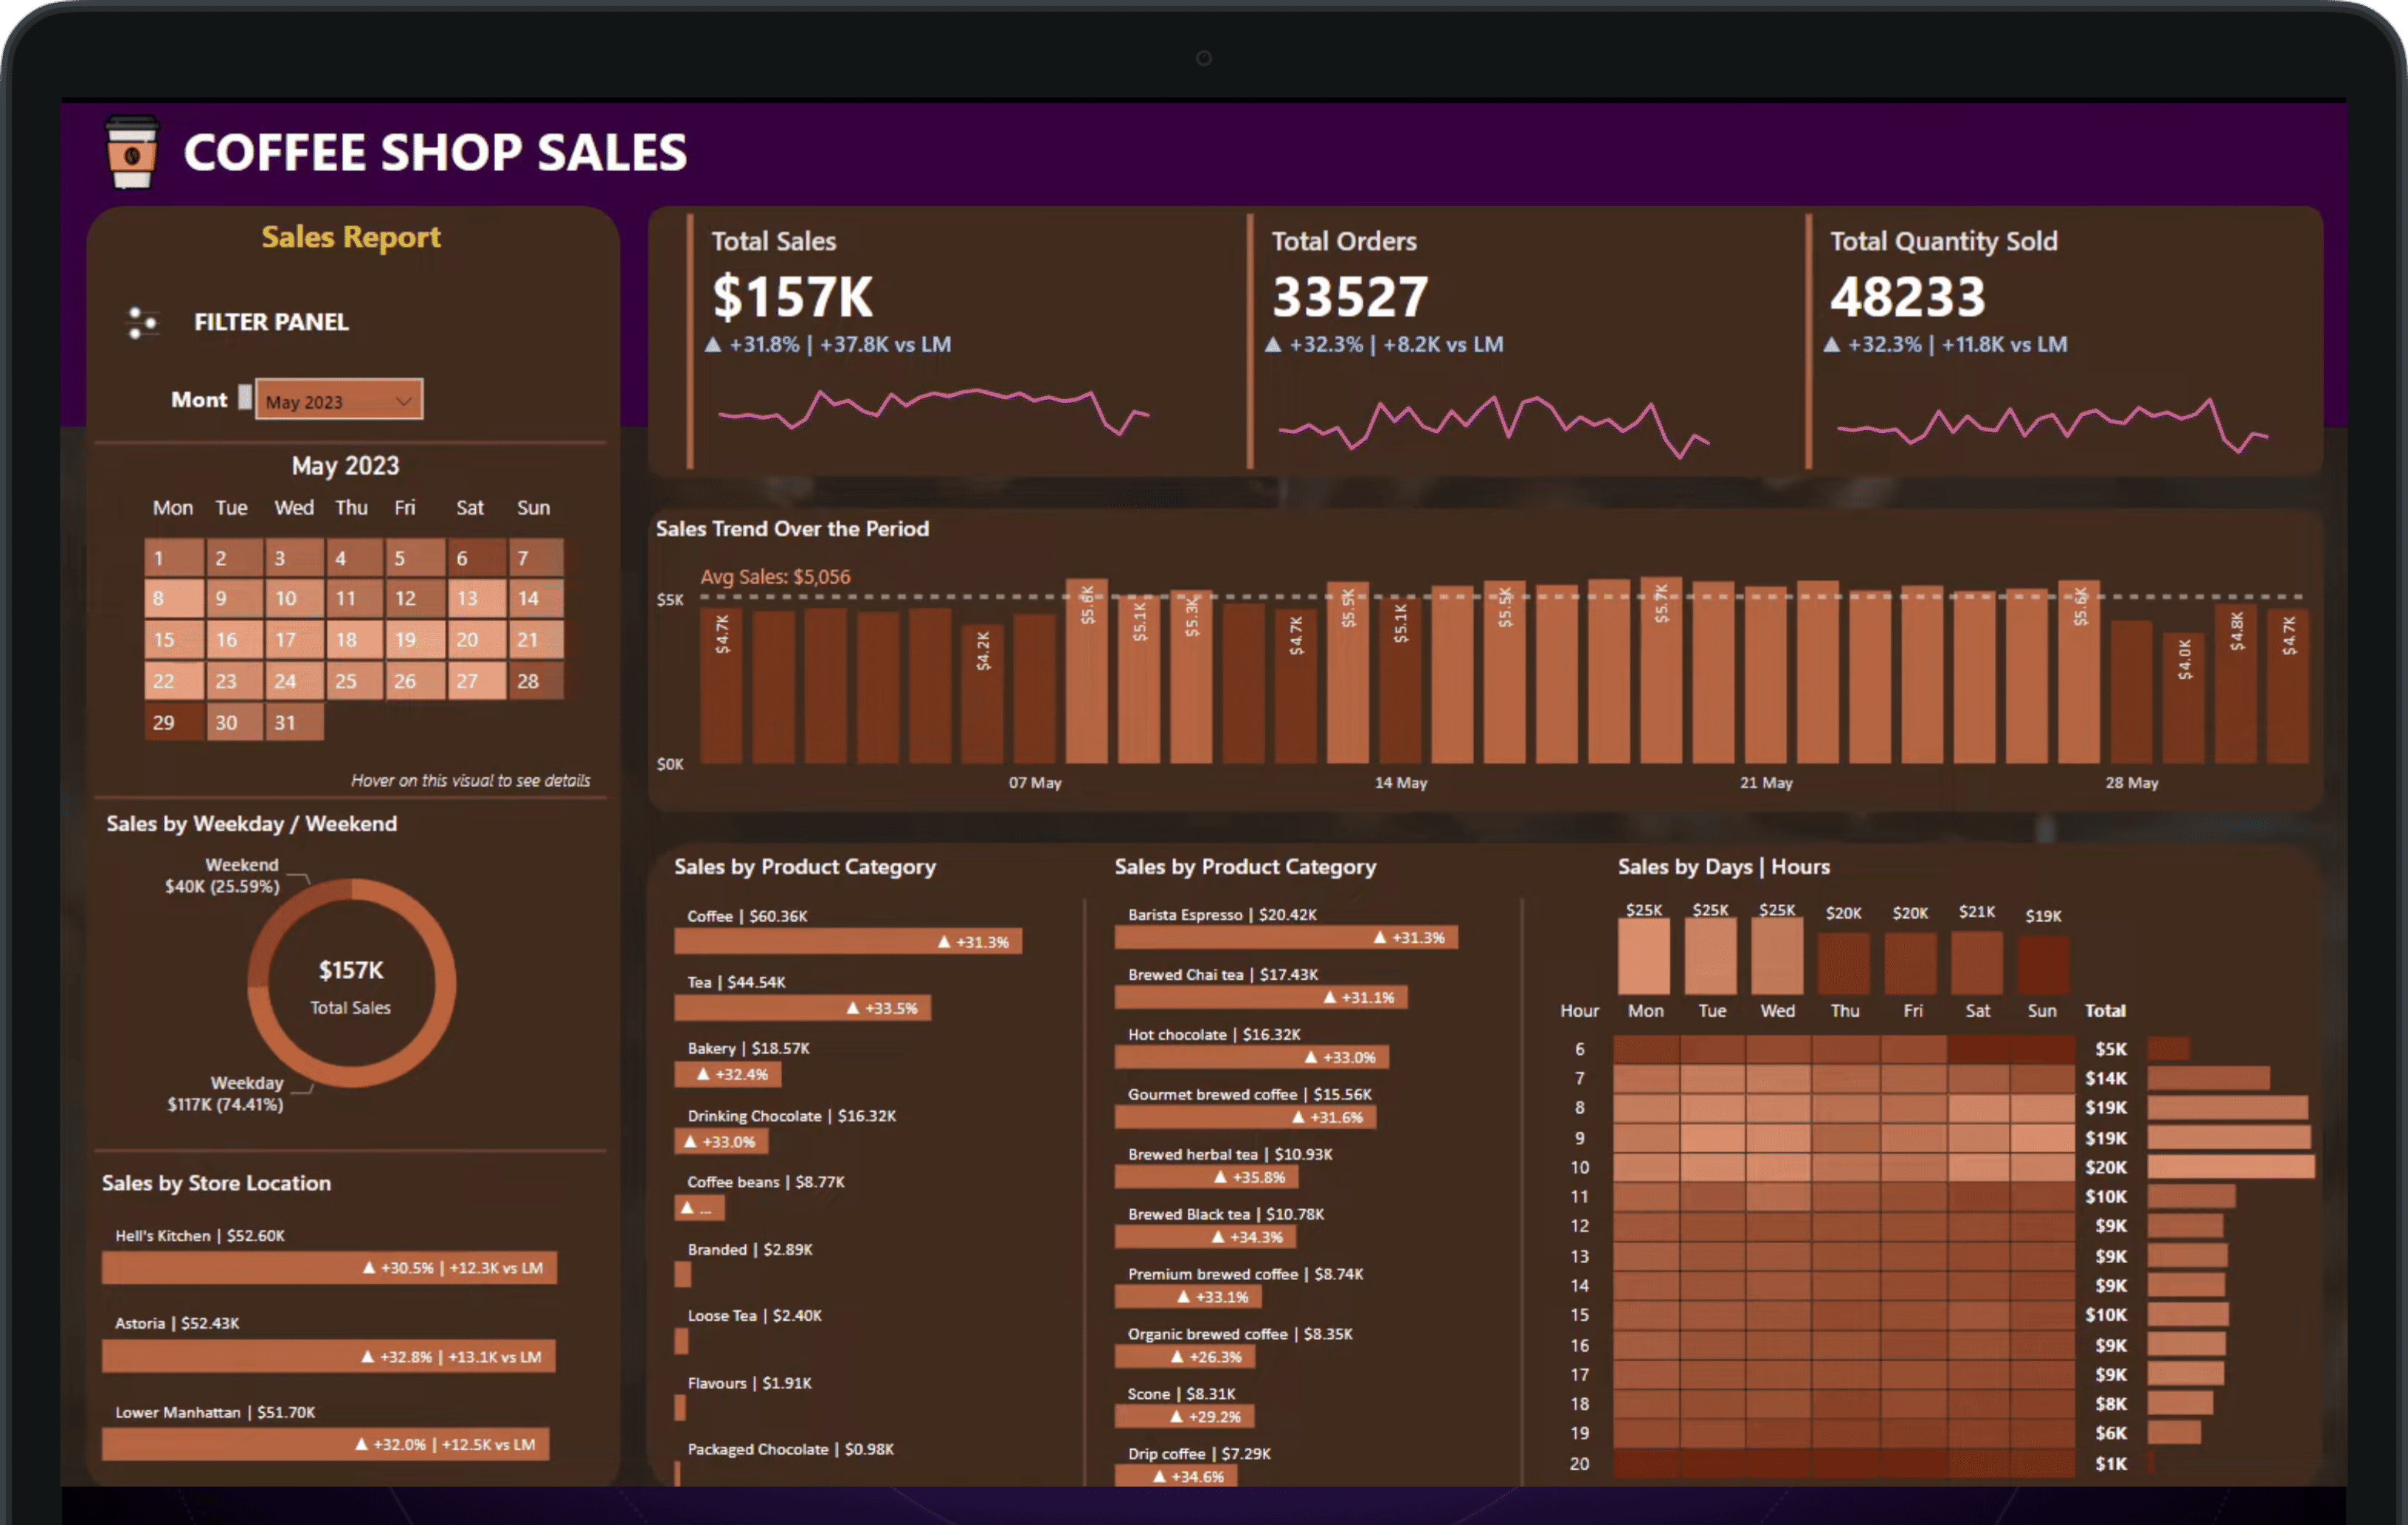 COFFEE SHOP SALES
Sales Report
FILTER PANEL
Mont May 2023
May 2023
Mon Tue Wed Thu Fri Sat Sun
1 2 3 4 5 6 7
8 9 10 11 12 13 14
15 16 17 18 19 20 21
22 23 24 25 26 27 28
29 30 31
Hover on this visual to see details
Sales by Weekday / Weekend
Weekend
$40K (25.59%)
$157K
Total Sales
Weekday
$117K (74.41%)
Sales by Store Location
Hell's Kitchen | $52.60K
▲ +30.5% | +12.3K vs LM
Astoria | $52.43K
▲ +32.8% | +13.1K vs LM
Lower Manhattan | $51.70K
▲ +32.0% | +12.5K vs LM
Total Sales
$157K
▲ +31.8% | +37.8K vs LM
Total Orders
33527
▲ +32.3% | +8.2K vs LM
Total Quantity Sold
48233
▲ +32.3% | +11.8K vs LM
Sales Trend Over the Period
Avg Sales: $5,056
$5K
$4.7K $4.2K $5.6K $5.1K $5.3K $4.7K $5.5K $5.1K $5.5K $5.7K $5.6K $4.0K $4.8K $4.7K
$0K
07 May 14 May 21 May 28 May
Sales by Product Category
Coffee | $60.36K
▲ +31.3%
Tea | $44.54K
▲ +33.5%
Bakery | $18.57K
▲ +32.4%
Drinking Chocolate | $16.32K
▲ +33.0%
Coffee beans | $8.77K
▲ ...
Branded | $2.89K
Loose Tea | $2.40K
Flavours | $1.91K
Packaged Chocolate | $0.98K
Sales by Product Category
Barista Espresso | $20.42K
▲ +31.3%
Brewed Chai tea | $17.43K
▲ +31.1%
Hot chocolate | $16.32K
▲ +33.0%
Gourmet brewed coffee | $15.56K
▲ +31.6%
Brewed herbal tea | $10.93K
▲ +35.8%
Brewed Black tea | $10.78K
▲ +34.3%
Premium brewed coffee | $8.74K
▲ +33.1%
Organic brewed coffee | $8.35K
▲ +26.3%
Scone | $8.31K
▲ +29.2%
Drip coffee | $7.29K
▲ +34.6%
Sales by Days | Hours
$25K $25K $25K $20K $20K $21K $19K
Hour Mon Tue Wed Thu Fri Sat Sun Total
6 $5K
7 $14K
8 $19K
9 $19K
10 $20K
11 $10K
12 $9K
13 $9K
14 $9K
15 $10K
16 $9K
17 $9K
18 $8K
19 $6K
20 $1K